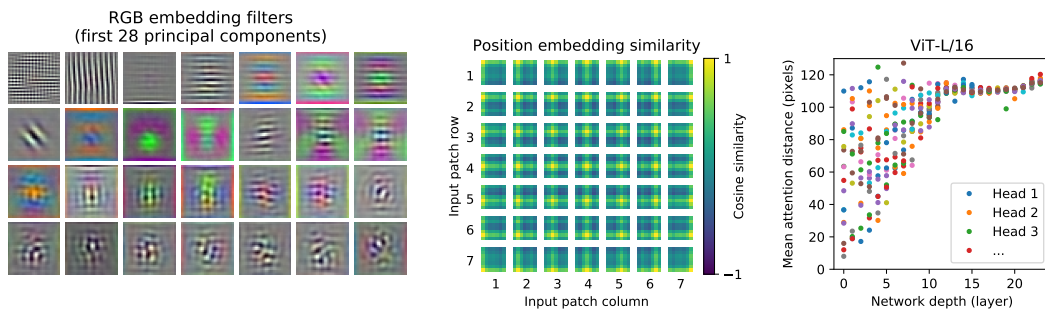 RGB embedding filters
(first 28 principal components)
Position embedding similarity
Input patch row
1
2
3
4
5
6
7
1 2 3 4 5 6 7
Input patch column
1
−1
Cosine similarity
ViT-L/16
Mean attention distance (pixels)
120
100
80
60
40
20
0
0 5 10 15 20
Network depth (layer)
Head 1
Head 2
Head 3
...